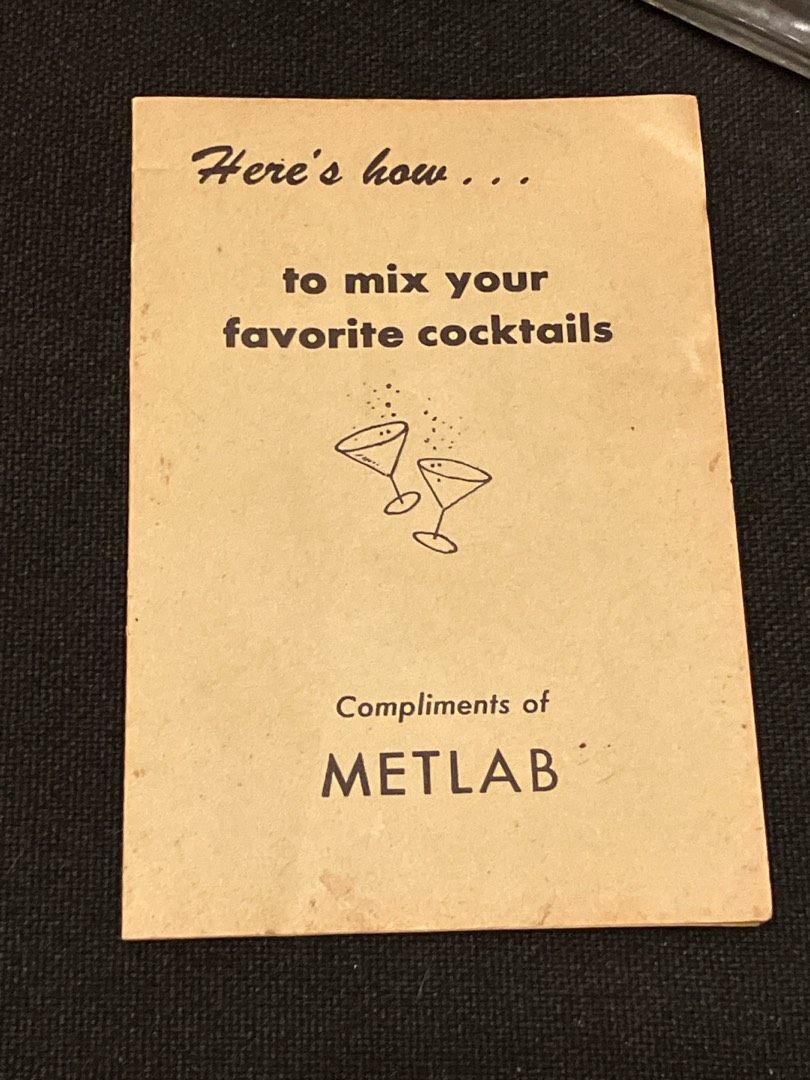 Here's how...
to mix your
favorite cocktails
Compliments of
METLAB